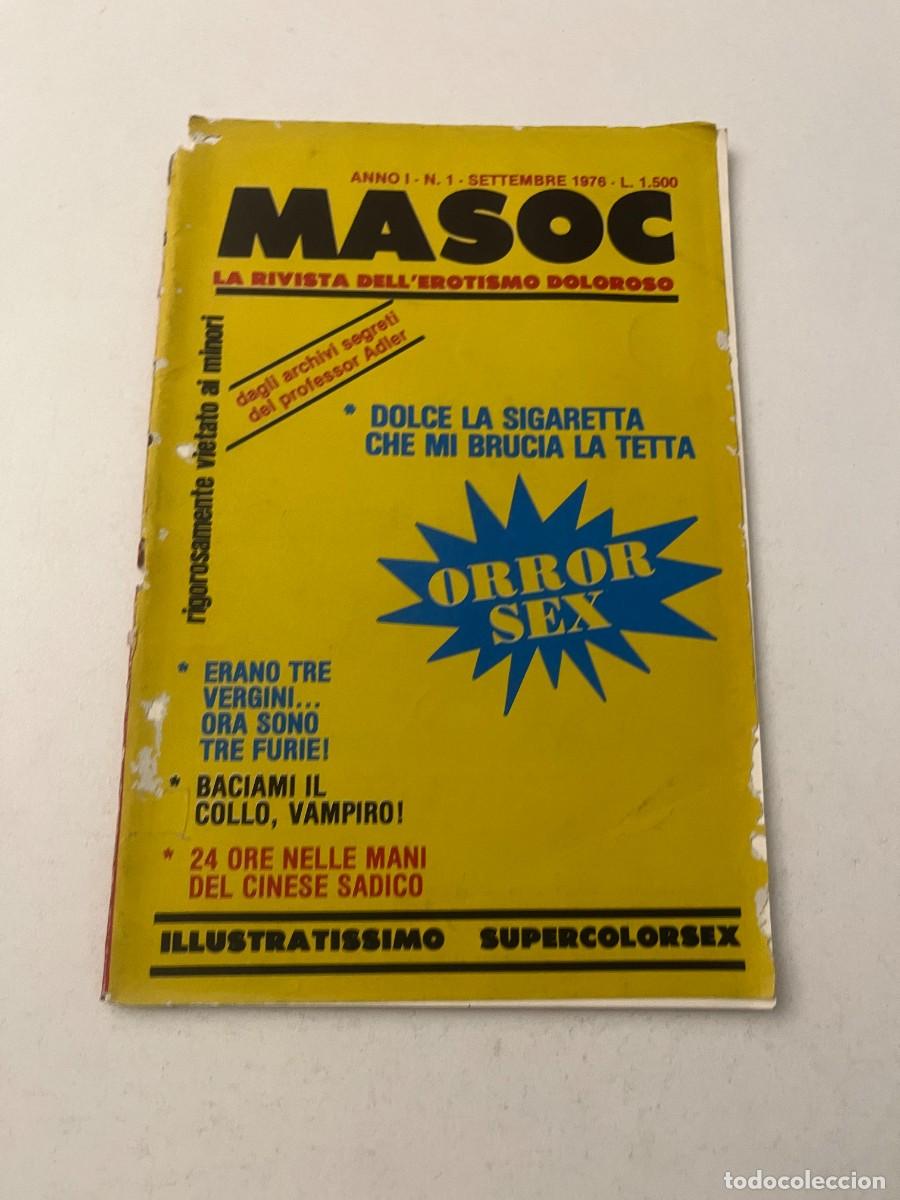 ANNO I - N. 1 - SETTEMBRE 1976 - L. 1.500
MASOC
LA RIVISTA DELL'EROTISMO DOLOROSO
rigorosamente vietato ai minori
dagli archivi segreti
del professor Adler
* DOLCE LA SIGARETTA
CHE MI BRUCIA LA TETTA
ORROR
SEX
* ERANO TRE
VERGINI...
ORA SONO
TRE FURIE!
* BACIAMI IL
COLLO, VAMPIRO!
* 24 ORE NELLE MANI
DEL CINESE SADICO
ILLUSTRATISSIMO SUPERCOLORSEX
todocoleccion